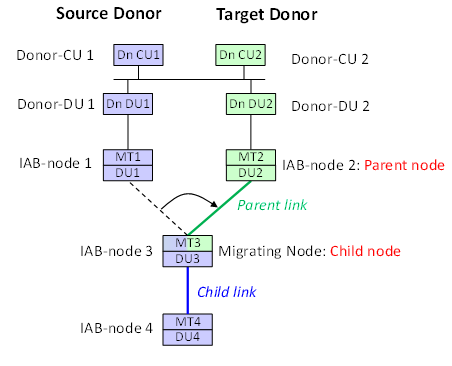 Source Donor Target Donor
Donor-CU 1 Dn CU1 Dn CU2 Donor-CU 2
Donor-DU 1 Dn DU1 Dn DU2 Donor-DU 2
IAB-node 1 MT1 MT2 IAB-node 2: Parent node
DU1 DU2
Parent link
IAB-node 3 MT3 Migrating Node: Child node
DU3
Child link
IAB-node 4 MT4
DU4